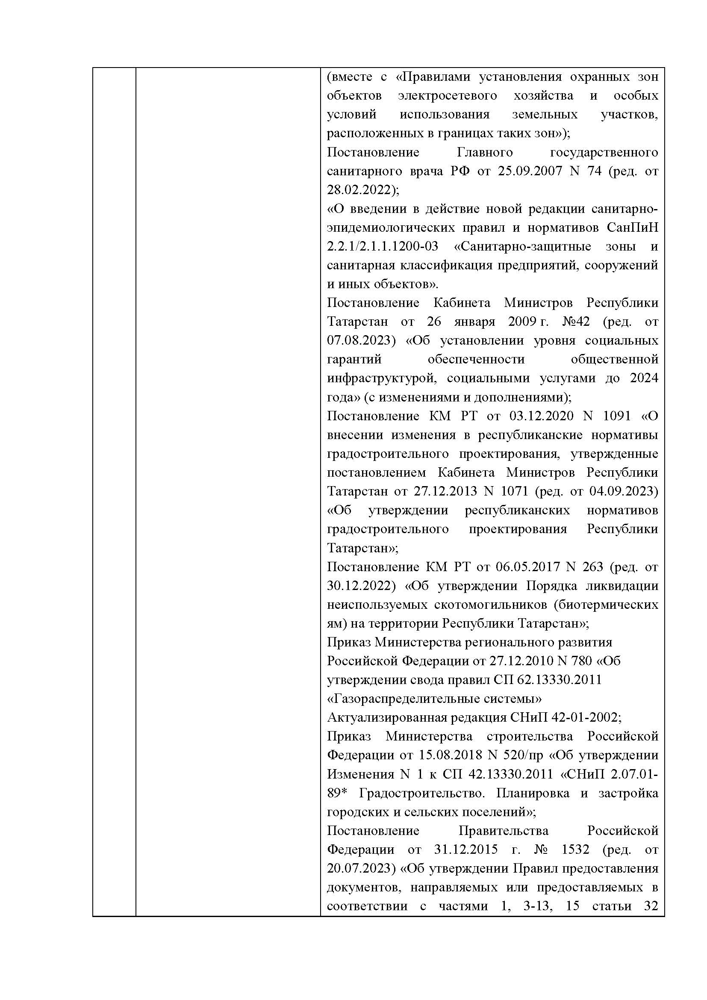 (вместе с «Правилами установления охранных зон
объектов электросетевого хозяйства и особых
условий использования земельных участков,
расположенных в границах таких зон»);
Постановление Главного государственного
санитарного врача РФ от 25.09.2007 N 74 (ред. от
28.02.2022);
«О введении в действие новой редакции санитарно-
эпидемиологических правил и нормативов СанПиН
2.2.1/2.1.1.1200-03 «Санитарно-защитные зоны и
санитарная классификация предприятий, сооружений
и иных объектов».
Постановление Кабинета Министров Республики
Татарстан от 26 января 2009 г. №42 (ред. от
07.08.2023) «Об установлении уровня социальных
гарантий обеспеченности общественной
инфраструктурой, социальными услугами до 2024
года» (с изменениями и дополнениями);
Постановление КМ РТ от 03.12.2020 N 1091 «О
внесении изменения в республиканские нормативы
градостроительного проектирования, утвержденные
постановлением Кабинета Министров Республики
Татарстан от 27.12.2013 N 1071 (ред. от 04.09.2023)
«Об утверждении республиканских нормативов
градостроительного проектирования Республики
Татарстан»;
Постановление КМ РТ от 06.05.2017 N 263 (ред. от
30.12.2022) «Об утверждении Порядка ликвидации
неиспользуемых скотомогильников (биотермических
ям) на территории Республики Татарстан»;
Приказ Министерства регионального развития
Российской Федерации от 27.12.2010 N 780 «Об
утверждении свода правил СП 62.13330.2011
«Газораспределительные системы»
Актуализированная редакция СНиП 42-01-2002;
Приказ Министерства строительства Российской
Федерации от 15.08.2018 N 520/пр «Об утверждении
Изменения N 1 к СП 42.13330.2011 «СНиП 2.07.01-
89* Градостроительство. Планировка и застройка
городских и сельских поселений»;
Постановление Правительства Российской
Федерации от 31.12.2015 г. № 1532 (ред. от
20.07.2023) «Об утверждении Правил предоставления
документов, направляемых или предоставляемых в
соответствии с частями 1, 3-13, 15 статьи 32